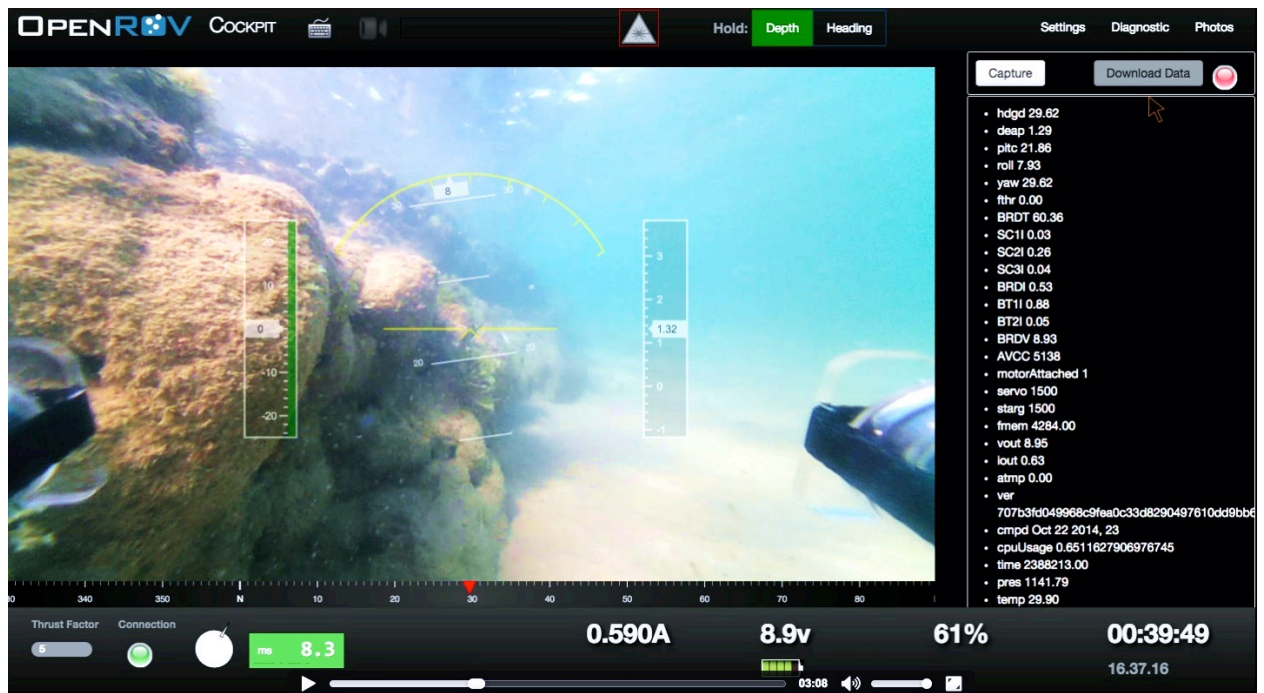 OPENROV COCKPIT
Hold: Depth Heading
Settings Diagnostic Photos
Capture Download Data
hdgd 29.62
deap 1.29
pitc 21.86
roll 7.93
yaw 29.62
fthr 0.00
BRDT 60.36
SC1I 0.03
SC2I 0.26
SC3I 0.04
BRDI 0.53
BT1I 0.88
BT2I 0.05
BRDV 8.93
AVCC 5138
motorAttached 1
servo 1500
starg 1500
fmem 4284.00
vout 8.95
iout 0.63
atmp 0.00
ver
707b3fd049968c9fea0c33d8290497610dd9bb6
cmpd Oct 22 2014, 23
cpuUsage 0.6511627906976745
time 2388213.00
pres 1141.79
temp 29.90
30 8 30
20
10
0
-10
-20
20 20
3
2
1.32
1
0
-1
340 350 N 10 20 30 40 50 60 70 80
Thrust Factor Connection
5
ms 8.3
0.590A 8.9v 61% 00:39:49
16.37.16
03:08